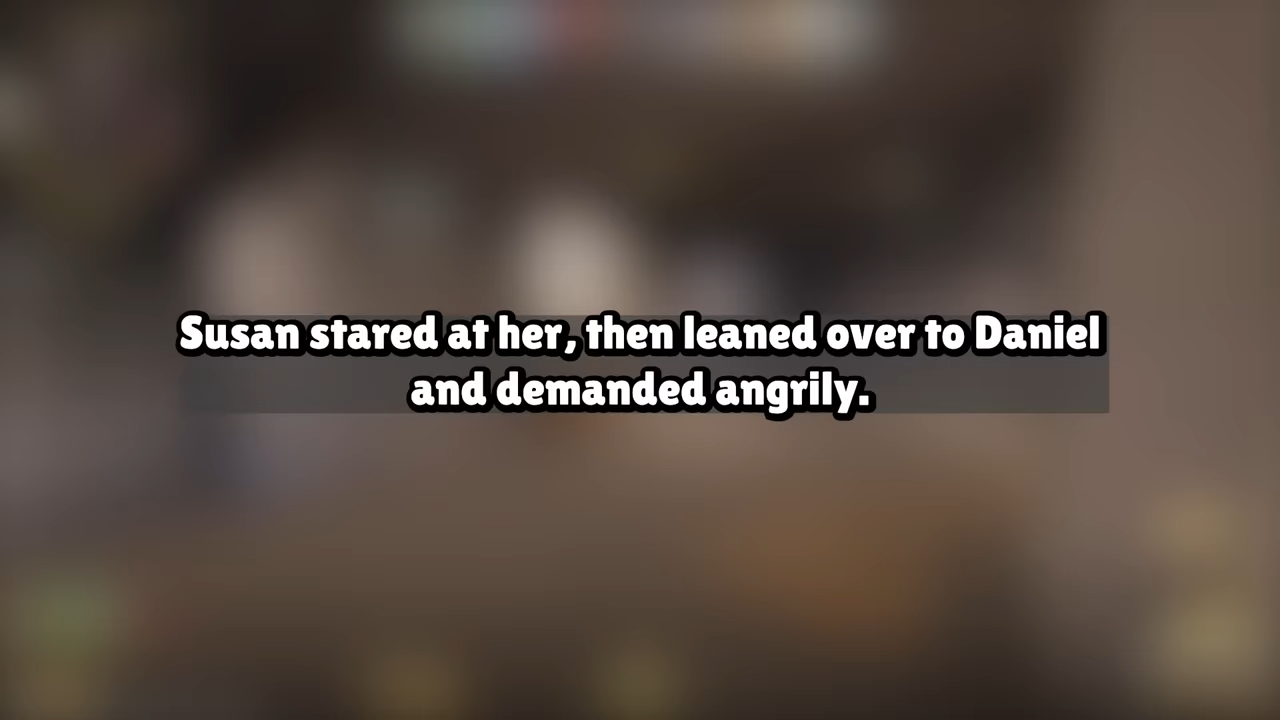 Susan stared at her, then leaned over to Daniel
and demanded angrily.